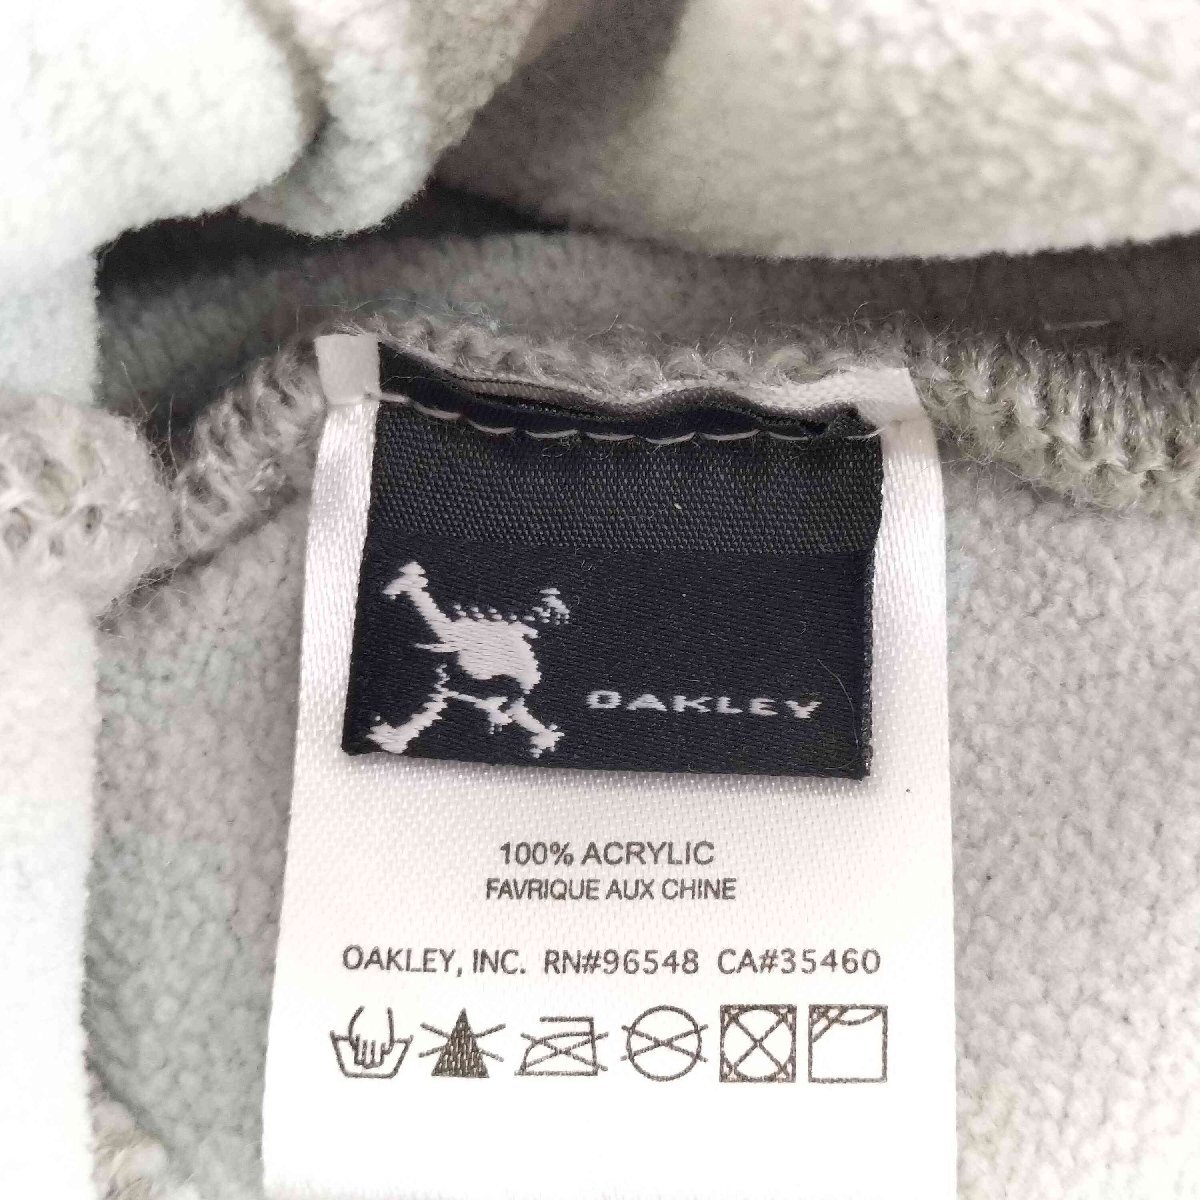 OAKLEY
100% ACRYLIC
FAVRIQUE AUX CHINE
OAKLEY, INC. RN#96548 CA#35460